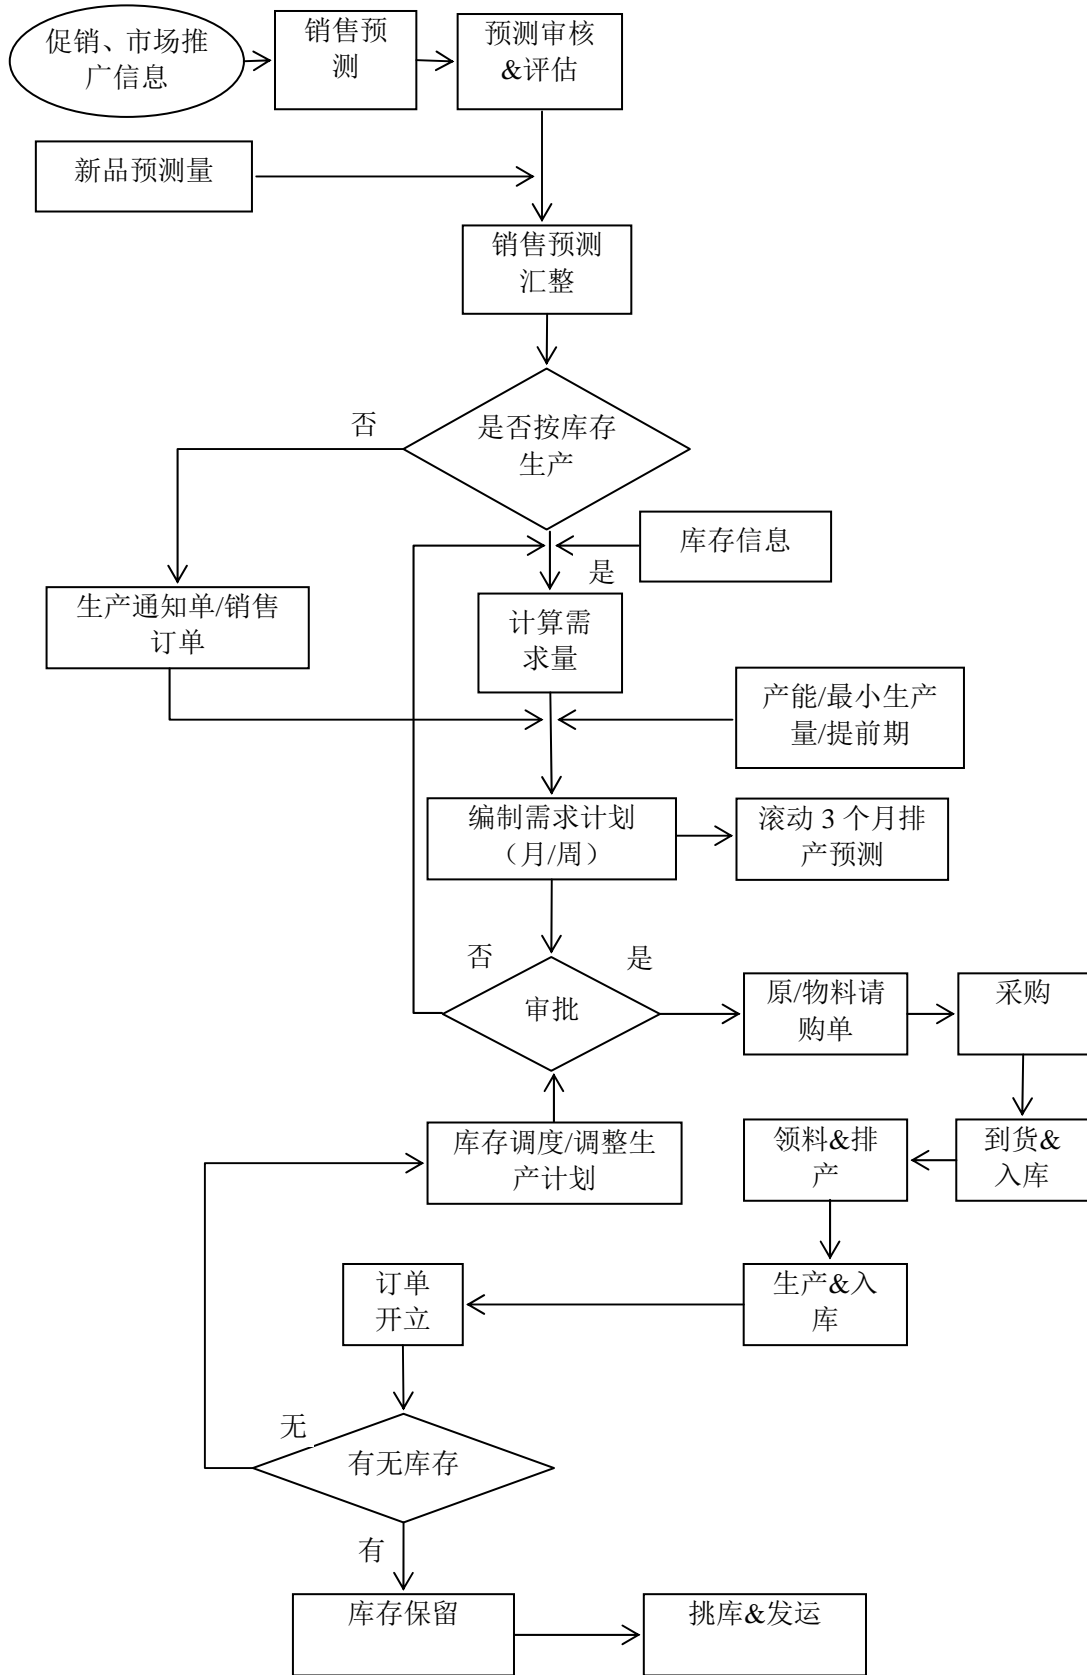 促销、市场推
广信息
销售预
测
预测审核
&评估
新品预测量
销售预测
汇整
否
是否按库存
生产
库存信息
是
生产通知单/销售
订单
计算需
求量
产能/最小生产
量/提前期
编制需求计划
（月/周）
滚动 3 个月排
产预测
否
是
审批
原/物料请
购单
采购
库存调度/调整生
产计划
领料&排
产
到货&
入库
订单
开立
生产&入
库
无
有无库存
有
库存保留
挑库&发运